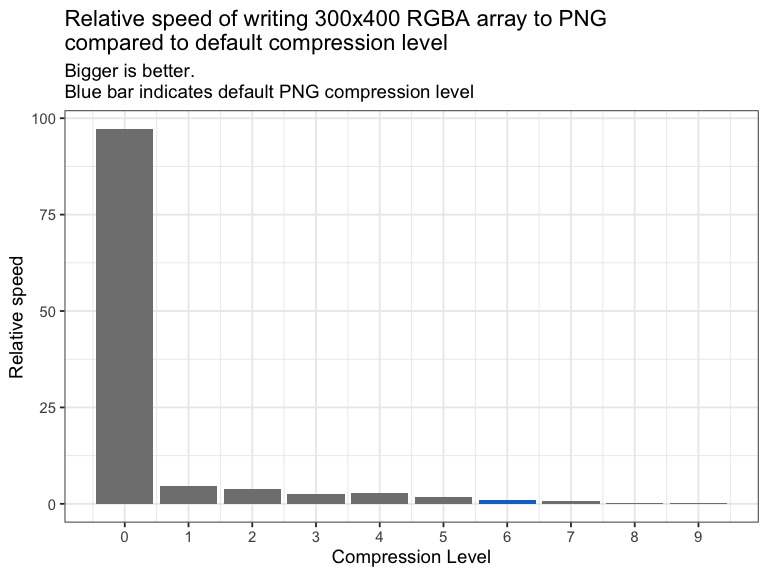 Relative speed of writing 300x400 RGBA array to PNG
compared to default compression level
Bigger is better.
Blue bar indicates default PNG compression level
100
75
50
25
0
Relative speed
0 1 2 3 4 5 6 7 8 9
Compression Level